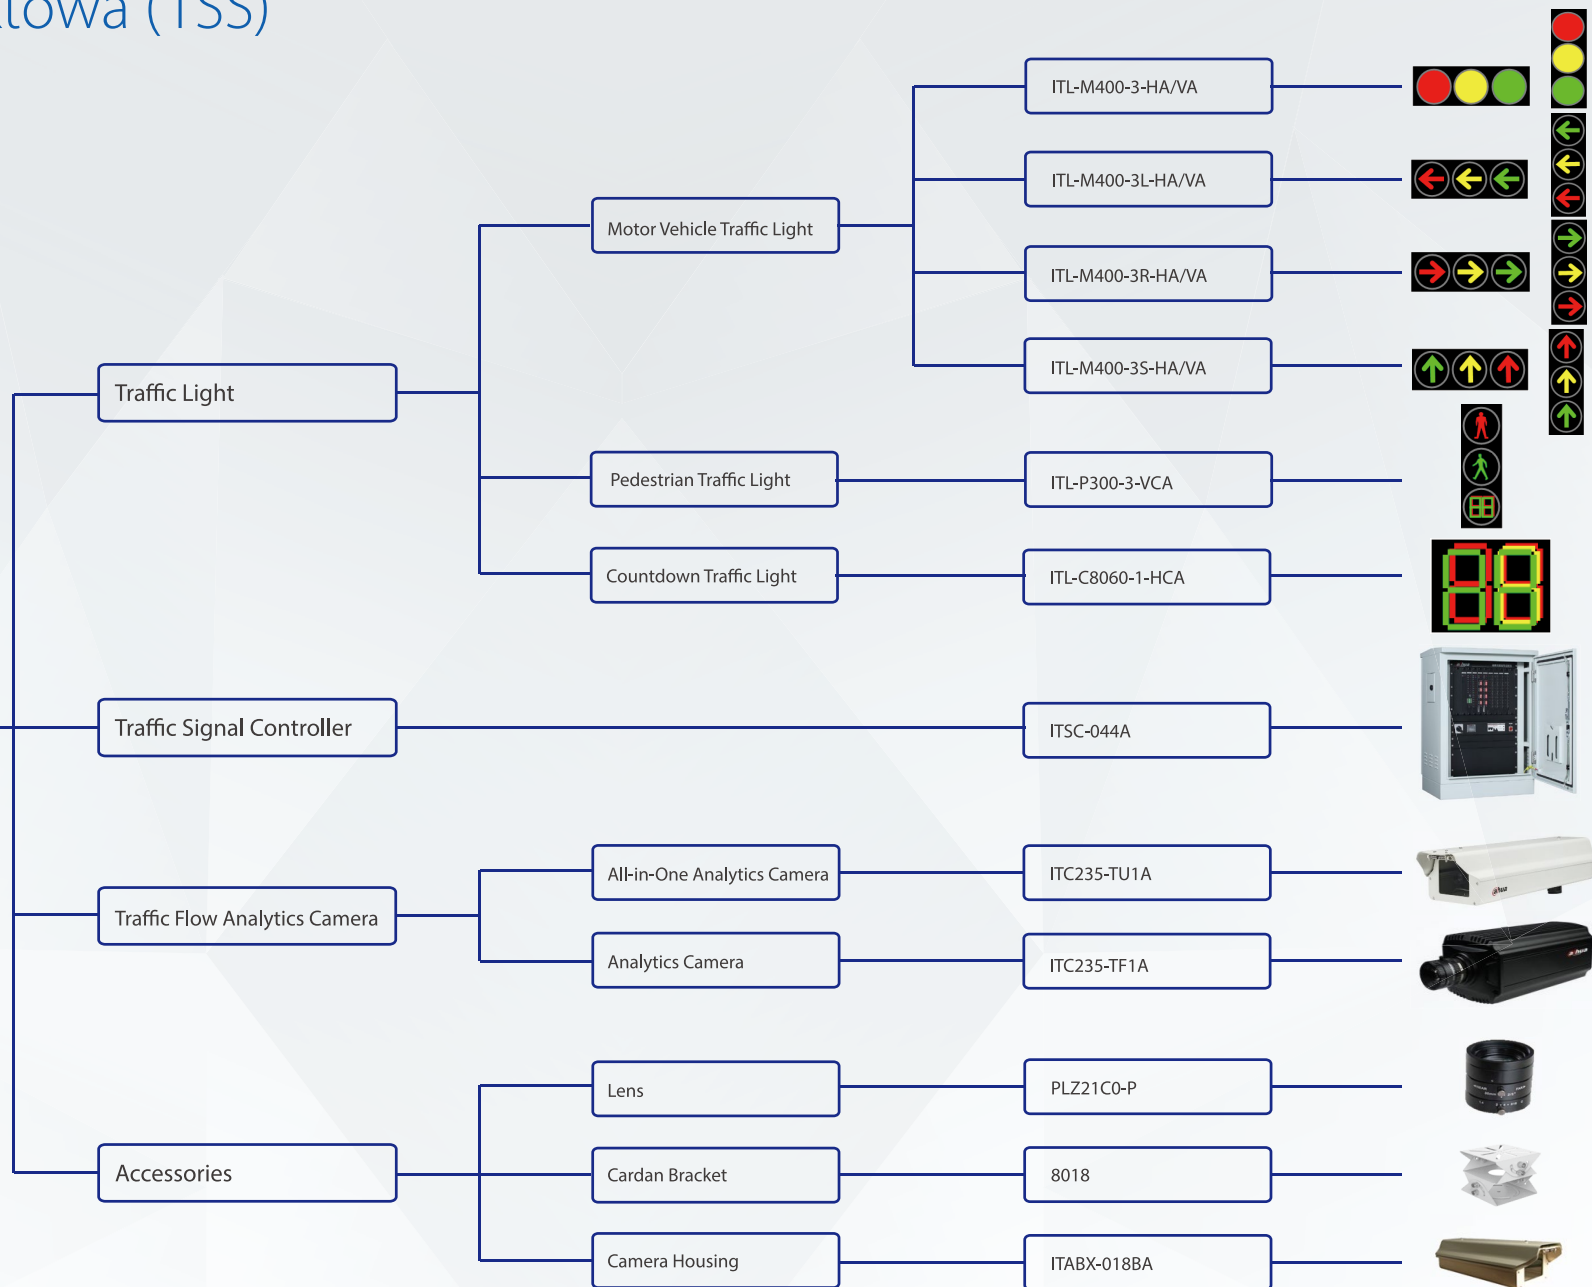 (TSS)
ITL-M400-3-HA/VA
ITL-M400-3L-HA/VA
Motor Vehicle Traffic Light
ITL-M400-3R-HA/VA
ITL-M400-3S-HA/VA
Traffic Light
Pedestrian Traffic Light
ITL-P300-3-VCA
Countdown Traffic Light
ITL-C8060-1-HCA
88
Traffic Signal Controller
ITSC-044A
All-in-One Analytics Camera
ITC235-TU1A
Traffic Flow Analytics Camera
Analytics Camera
ITC235-TF1A
Lens
PLZ21C0-P
Accessories
Cardan Bracket
8018
Camera Housing
ITABX-018BA